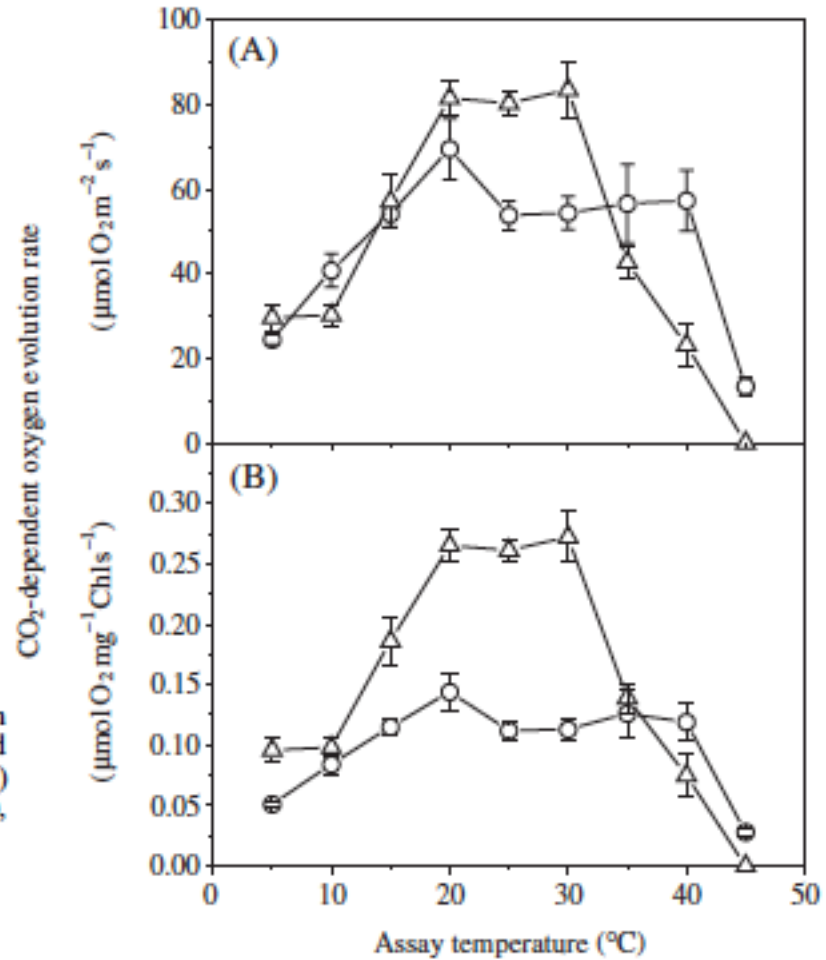 CO₂-dependent oxygen evolution rate
(µmol O₂ m⁻² s⁻¹)
(A)
100
80
60
40
20
0
(µmol O₂ mg⁻¹ Chl s⁻¹)
(B)
0.30
0.25
0.20
0.15
0.10
0.05
0.00
0 10 20 30 40 50
Assay temperature (°C)